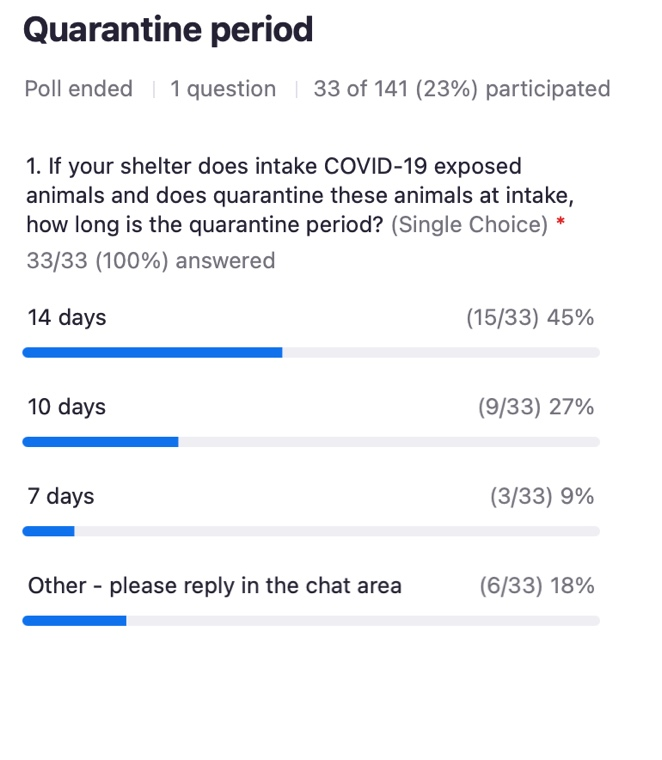 Quarantine period
Poll ended | 1 question | 33 of 141 (23%) participated
1. If your shelter does intake COVID-19 exposed
animals and does quarantine these animals at intake,
how long is the quarantine period? (Single Choice) *
33/33 (100%) answered
14 days (15/33) 45%
10 days (9/33) 27%
7 days (3/33) 9%
Other - please reply in the chat area (6/33) 18%